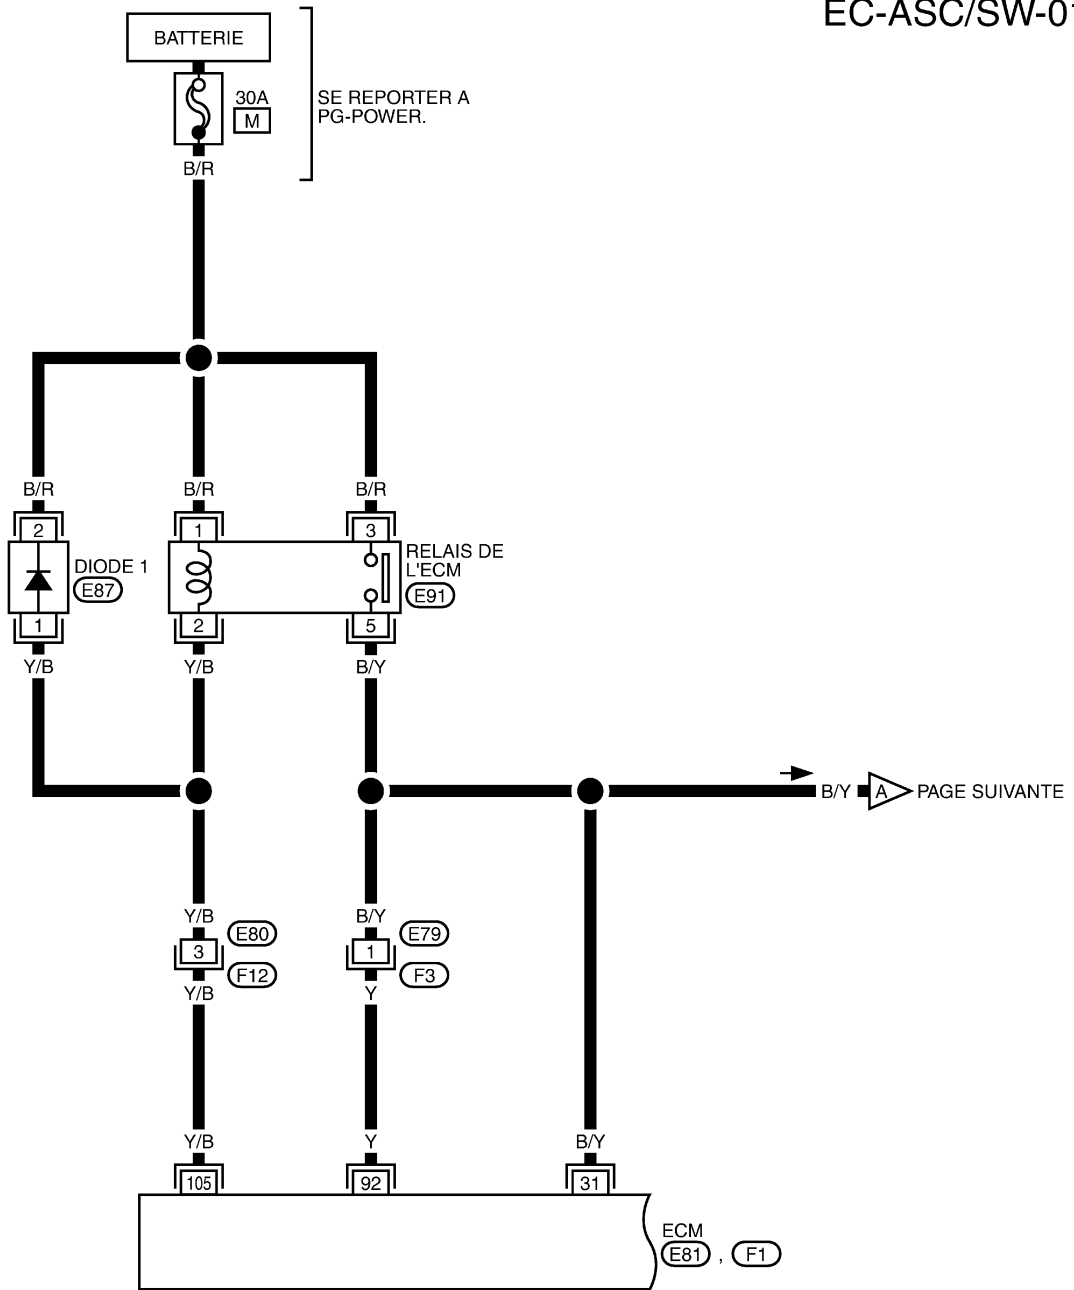 EC-ASC/SW-01
BATTERIE
30A
M
SE REPORTER A
PG-POWER.
B/R
B/R
B/R
B/R
2
1
3
DIODE 1
E87
RELAIS DE
L'ECM
E91
1
2
5
Y/B
Y/B
B/Y
B/Y
A
PAGE SUIVANTE
Y/B
E80
B/Y
E79
3
1
F12
F3
Y/B
Y
Y/B
Y
B/Y
105
92
31
ECM
E81 , F1